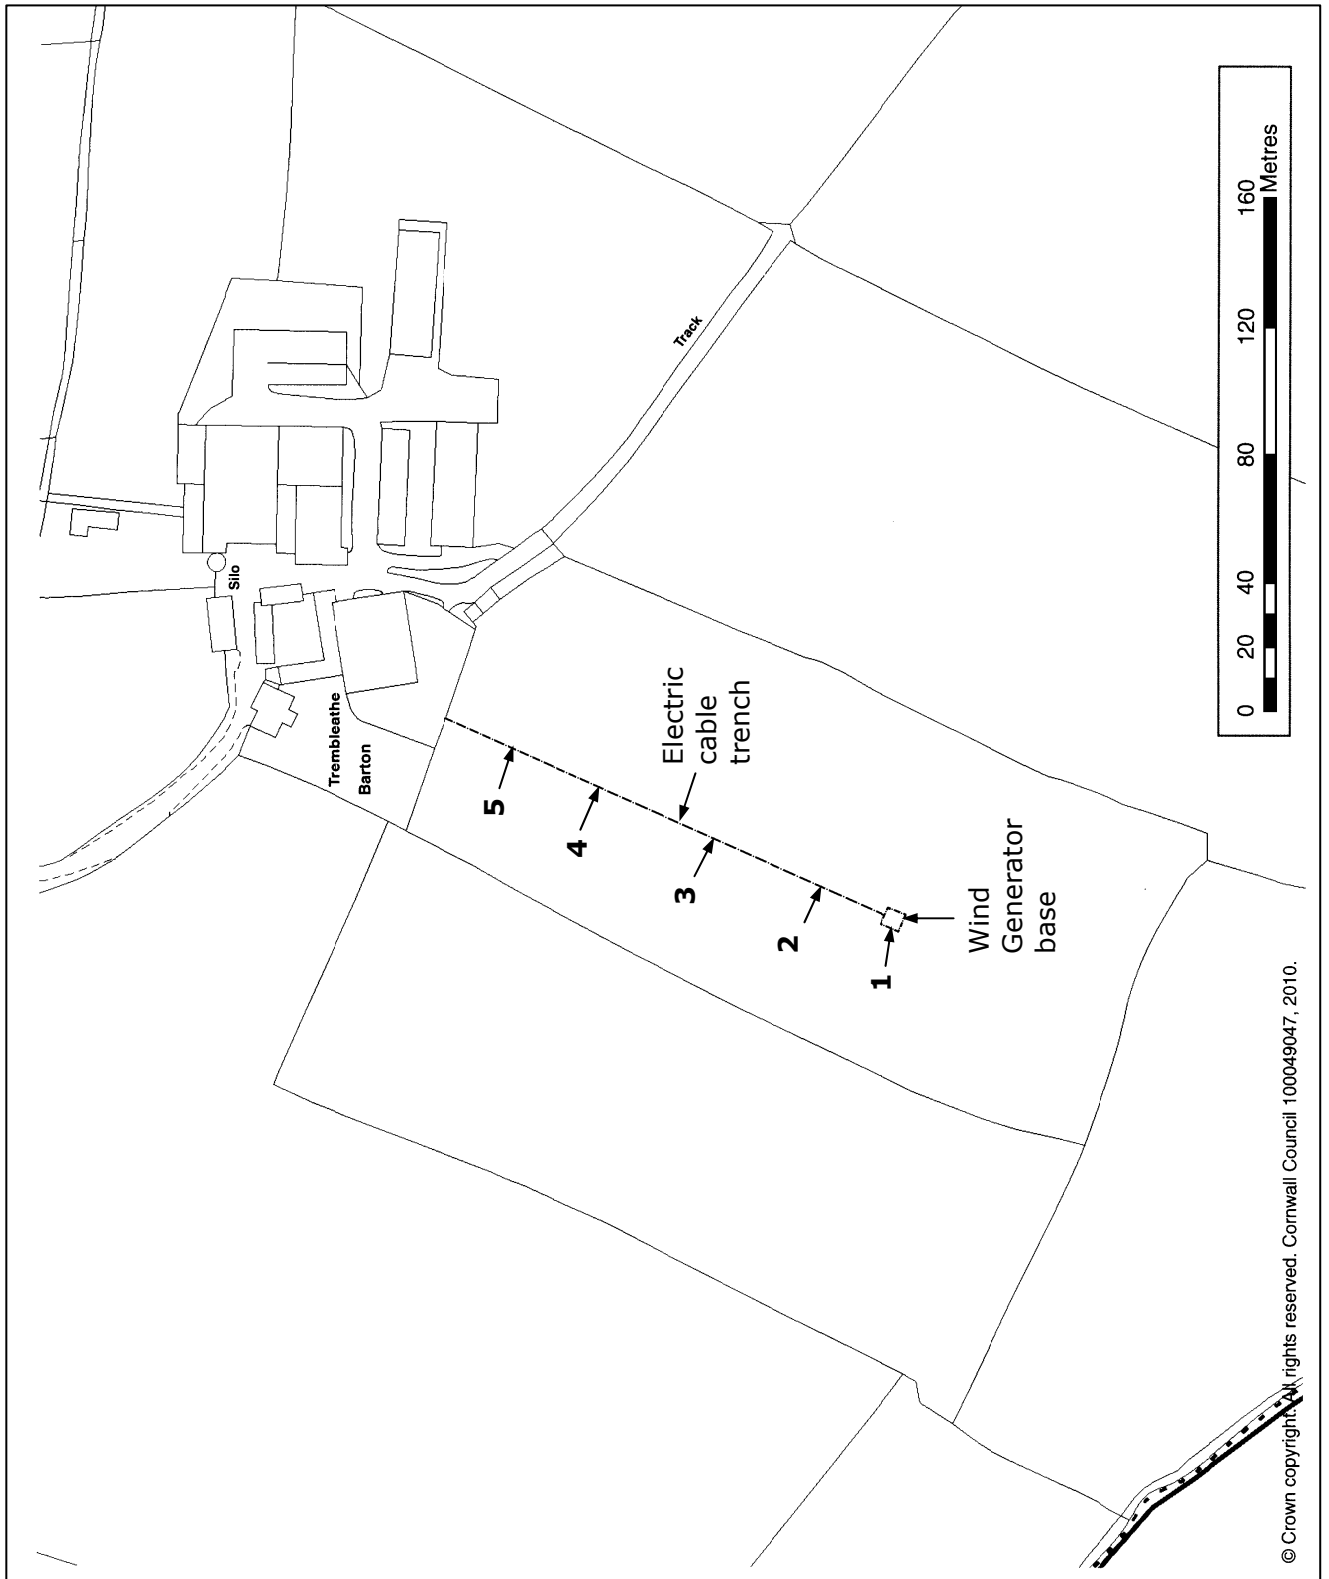 Silo
Trembleathe
Barton
Track
Electric
cable
trench
5
4
3
2
1
Wind
Generator
base
0 20 40 80 120 160
Metres
© Crown copyright. All rights reserved. Cornwall Council 100049047, 2010.